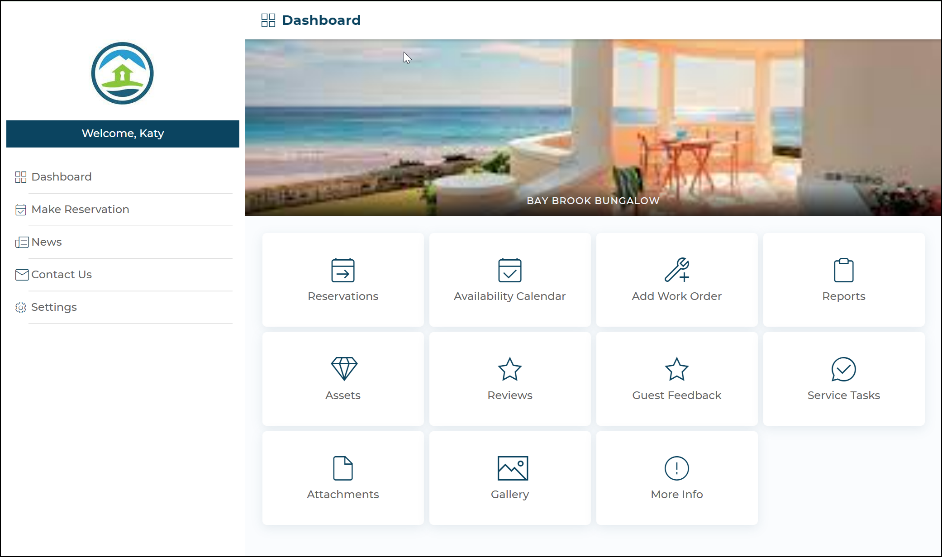 Dashboard
Welcome, Katy
Dashboard
Make Reservation
News
Contact Us
Settings
BAY BROOK BUNGALOW
Reservations
Availability Calendar
Add Work Order
Reports
Assets
Reviews
Guest Feedback
Service Tasks
Attachments
Gallery
More Info